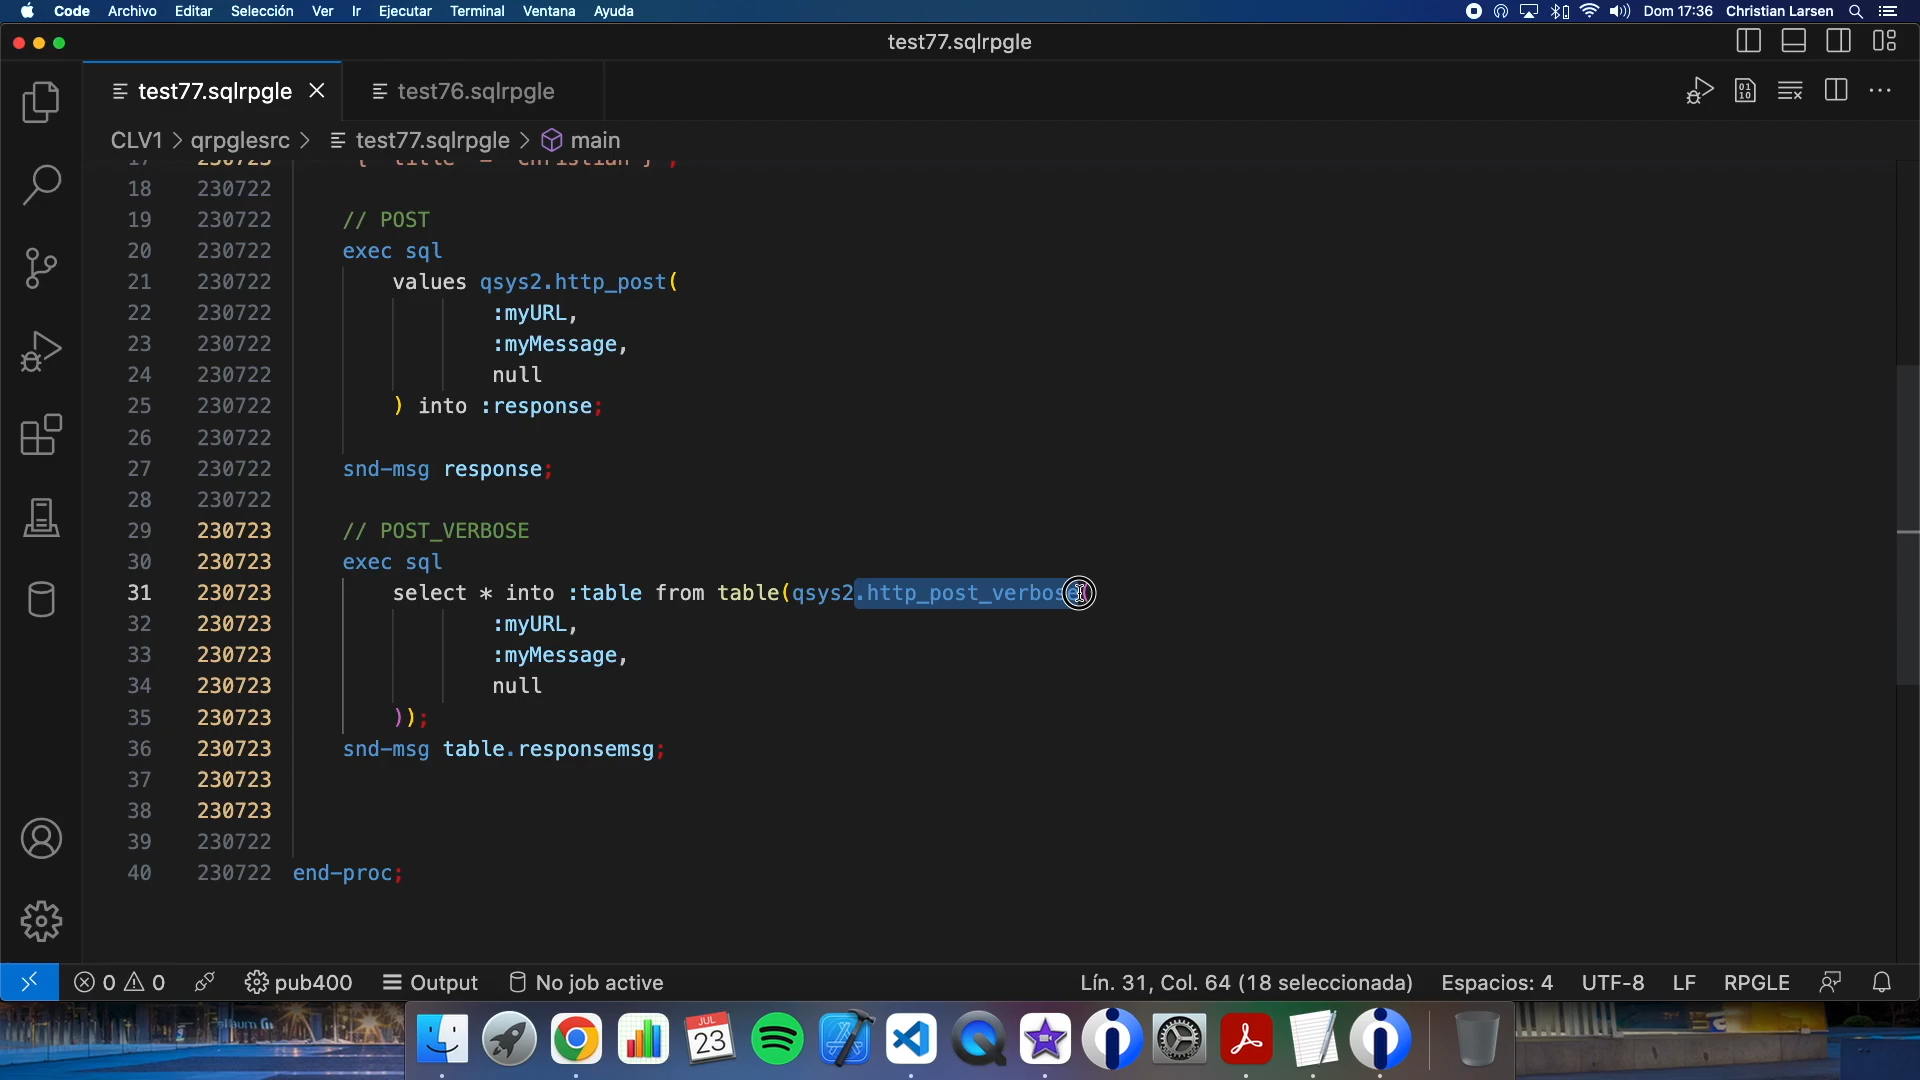 Code Archivo Editar Selección Ver Ir Ejecutar Terminal Ventana Ayuda Dom 17:36 Christian Larsen
test77.sqlrpgle
test77.sqlrpgle test76.sqlrpgle
CLV1 > qrpglesrc > test77.sqlrpgle > main
17 230723 '{ "title" = "Christian"}';
18 230722
19 230722 // POST
20 230722 exec sql
21 230722 values qsys2.http_post(
22 230722 :myURL,
23 230722 :myMessage,
24 230722 null
25 230722 ) into :response;
26 230722
27 230722 snd-msg response;
28 230722
29 230723 // POST_VERBOSE
30 230723 exec sql
31 230723 select * into :table from table(qsys2.http_post_verbose(
32 230723 :myURL,
33 230723 :myMessage,
34 230723 null
35 230723 ));
36 230723 snd-msg table.responsemsg;
37 230723
38 230723
39 230722
40 230722 end-proc;
0 0 pub400 Output No job active Lín. 31, Col. 64 (18 seleccionada) Espacios: 4 UTF-8 LF RPGLE
JUL
23